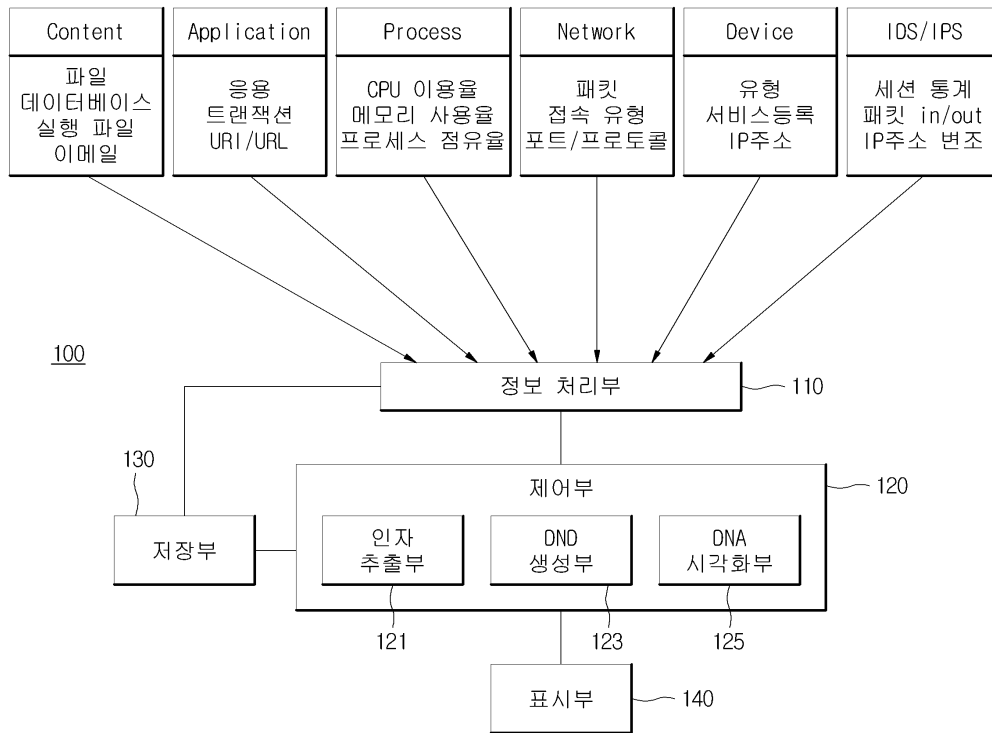 Content
파일
데이터베이스
실행 파일
이메일
Application
응용
트랜잭션
URI/URL
Process
CPU 이용율
메모리 사용율
프로세스 점유율
Network
패킷
접속 유형
포트/프로토콜
Device
유형
서비스등록
IP주소
IDS/IPS
세션 통계
패킷 in/out
IP주소 변조
100
정보 처리부
110
130
저장부
제어부
120
인자
추출부
121
DND
생성부
123
DNA
시각화부
125
표시부
140